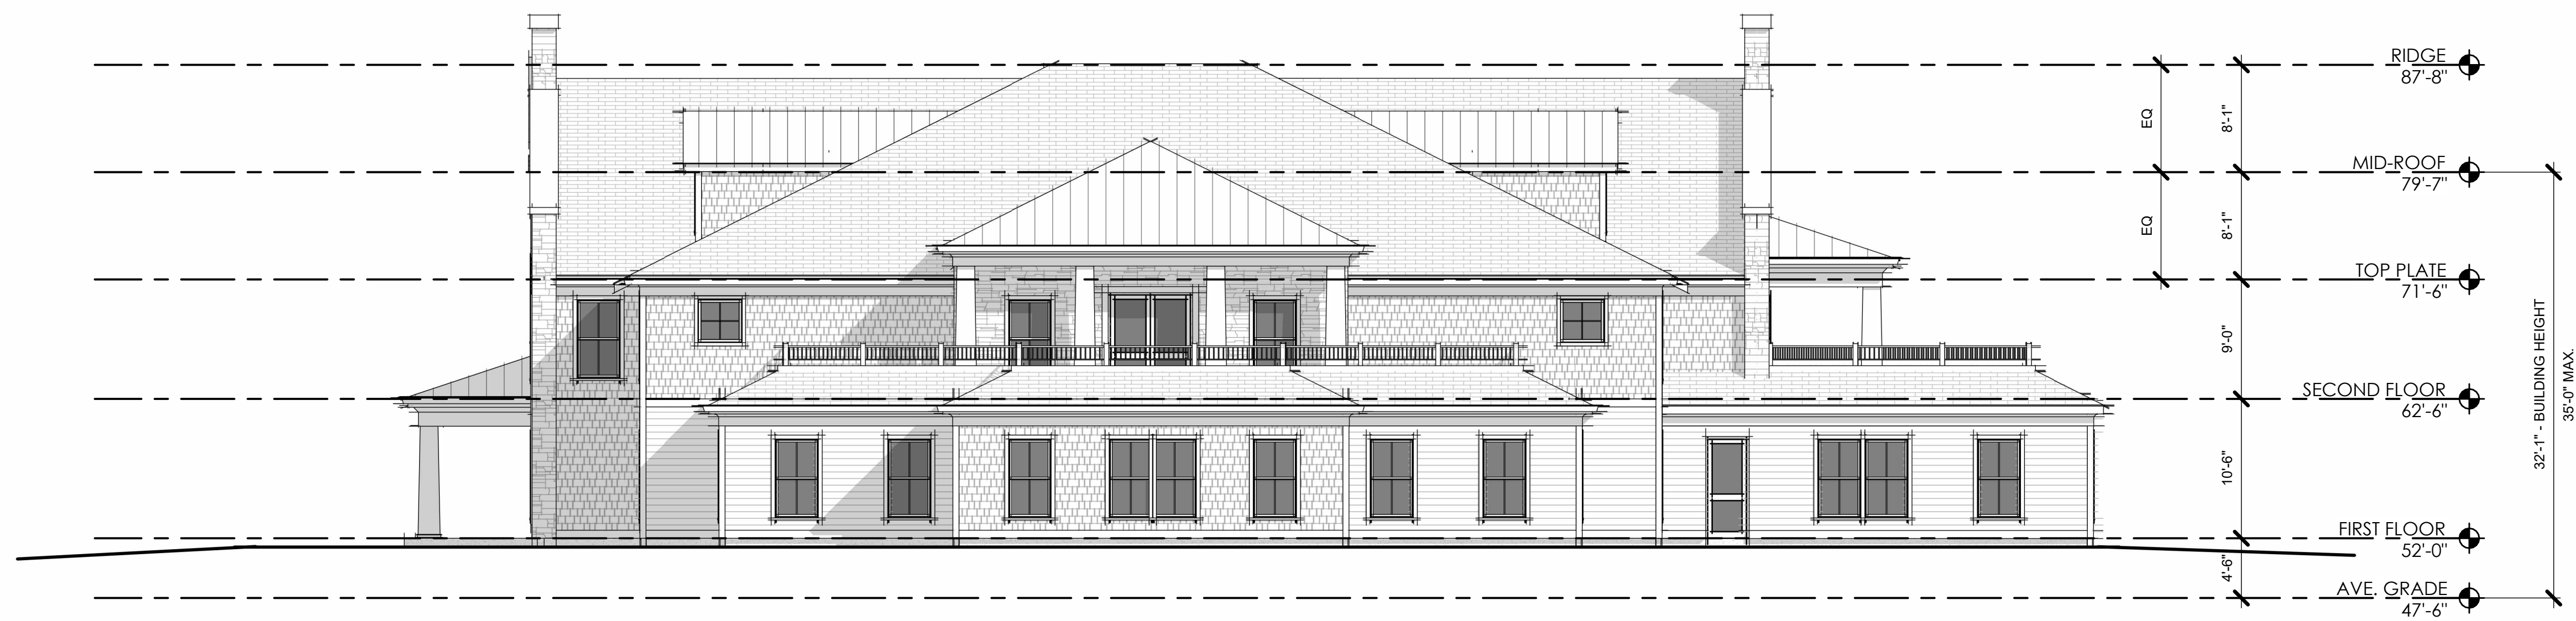 RIDGE
87'-8"
EQ
8'-1"
MID-ROOF
79'-7"
EQ
8'-1"
TOP PLATE
71'-6"
9'-0"
32'-1" - BUILDING HEIGHT
35'-0" MAX.
SECOND FLOOR
62'-6"
10'-6"
FIRST FLOOR
52'-0"
4'-6"
AVE. GRADE
47'-6"